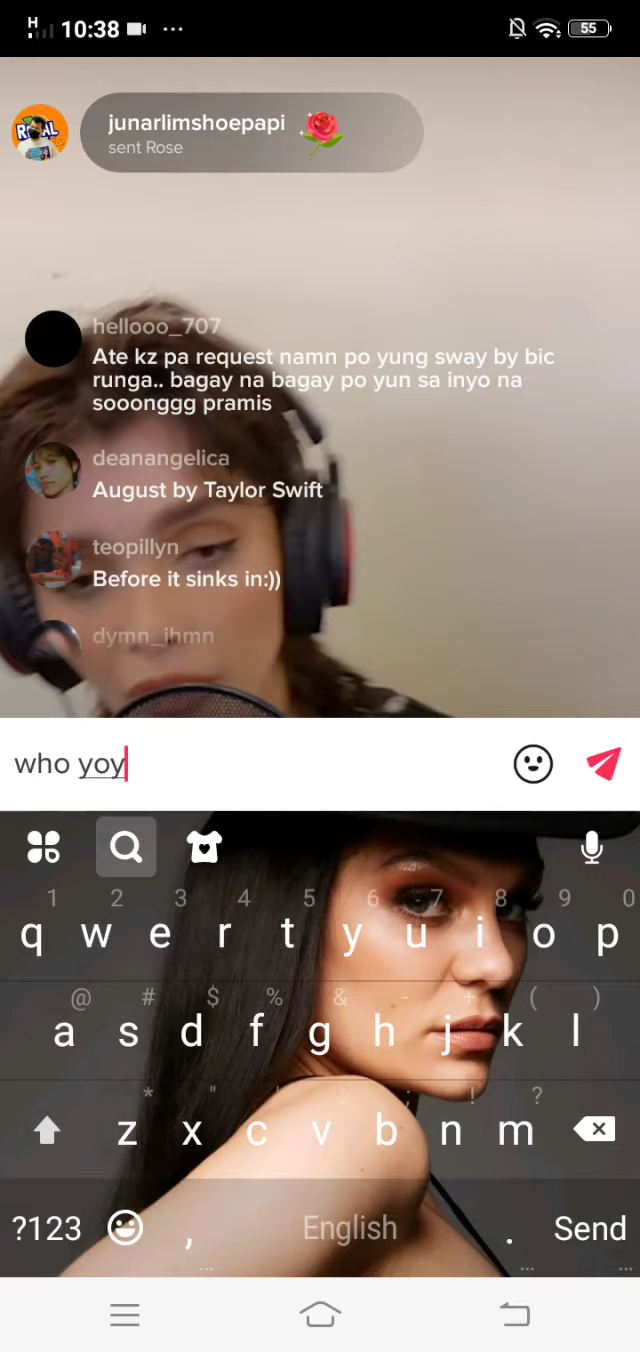 H
10:38
55
junarlimshoepapi
sent Rose
hellooo_707
Ate kz pa request namn po yung sway by bic
runga.. bagay na bagay po yun sa inyo na
sooonggg pramis
deanangelica
August by Taylor Swift
teopillyn
Before it sinks in:))
dymn_ihmn
who yoy
1 2 3 4 5 6 7 8 9 0
q w e r t y u i o p
@ # $ % & - + ( )
a s d f g h j k l
* " ' : ; ! ?
z x c v b n m
?123 , English . Send